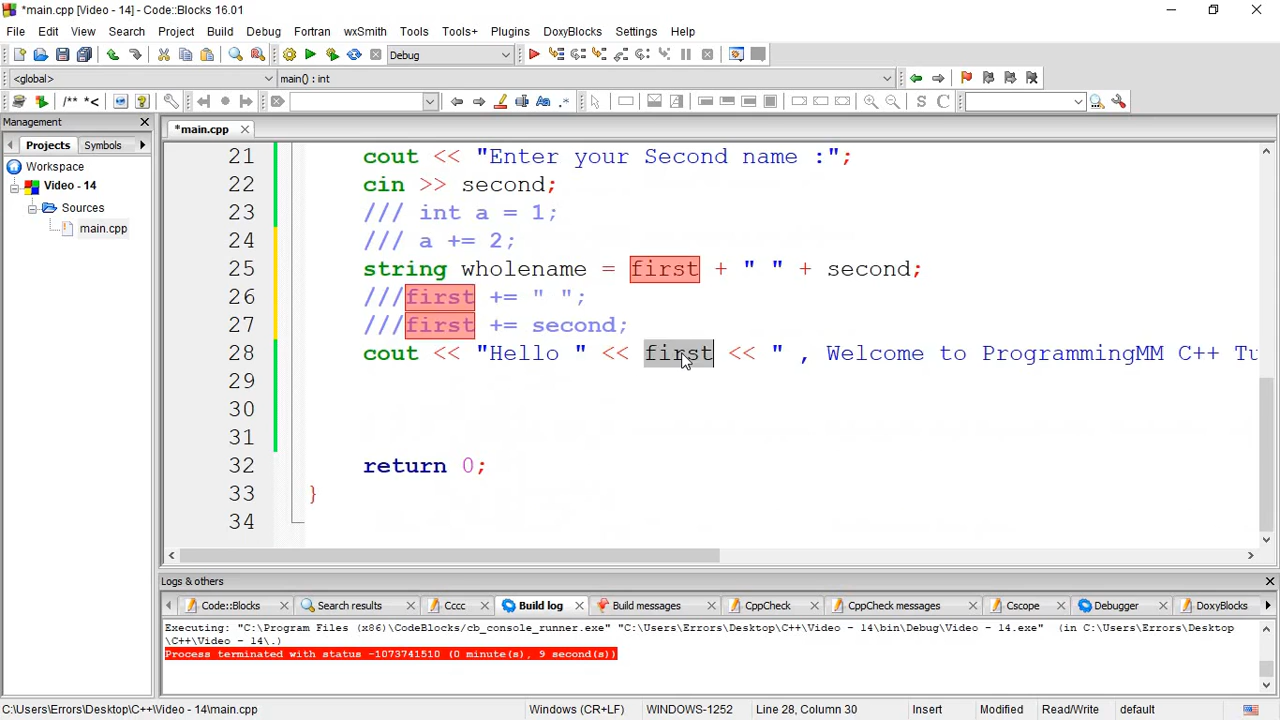 *main.cpp [Video - 14] - Code::Blocks 16.01
File Edit View Search Project Build Debug Fortran wxSmith Tools Tools+ Plugins DoxyBlocks Settings Help
Debug
<global> main() : int
/** *<
S C
Management
*main.cpp
Projects Symbols
Workspace
Video - 14
Sources
main.cpp
21 cout << "Enter your Second name :";
22 cin >> second;
23 /// int a = 1;
24 /// a += 2;
25 string wholename = first + " " + second;
26 ///first += " ";
27 ///first += second;
28 cout << "Hello " << first << " , Welcome to ProgrammingMM C++ Tu
29
30
31
32 return 0;
33 }
34
Logs & others
Code::Blocks Search results Cccc Build log Build messages CppCheck CppCheck messages Cscope Debugger DoxyBlocks
Executing: "C:\Program Files (x86)\CodeBlocks/cb_console_runner.exe" "C:\Users\Errors\Desktop\C++\Video - 14\bin\Debug\Video - 14.exe"  (in C:\Users\Errors\Desktop
\C++\Video - 14\.)
Process terminated with status -1073741510 (0 minute(s), 9 second(s))
C:\Users\Errors\Desktop\C++\Video - 14\main.cpp Windows (CR+LF) WINDOWS-1252 Line 28, Column 30 Insert Modified Read/Write default